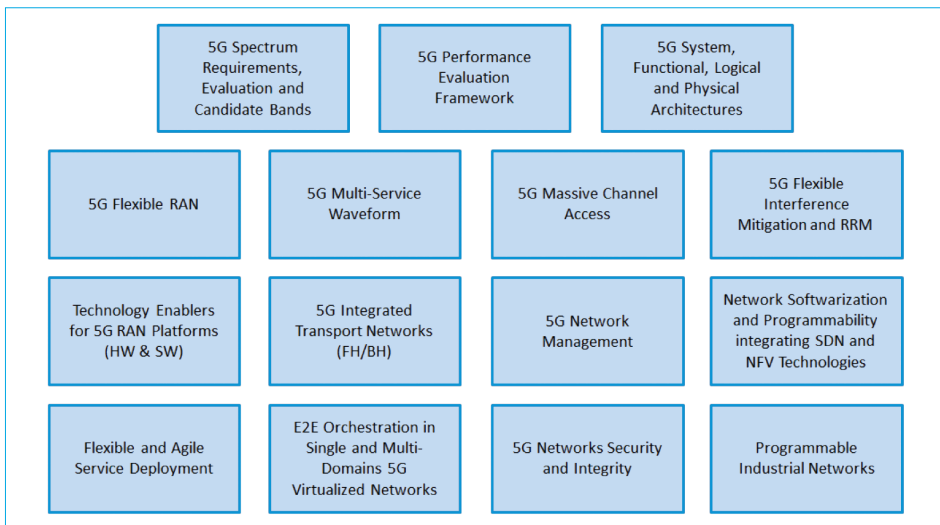 5G Spectrum
Requirements,
Evaluation and
Candidate Bands
5G Performance
Evaluation
Framework
5G System,
Functional, Logical
and Physical
Architectures
5G Flexible RAN
5G Multi-Service
Waveform
5G Massive Channel
Access
5G Flexible
Interference
Mitigation and RRM
Technology Enablers
for 5G RAN Platforms
(HW & SW)
5G Integrated
Transport Networks
(FH/BH)
5G Network
Management
Network Softwarization
and Programmability
integrating SDN and
NFV Technologies
Flexible and Agile
Service Deployment
E2E Orchestration in
Single and Multi-
Domains 5G
Virtualized Networks
5G Networks Security
and Integrity
Programmable
Industrial Networks